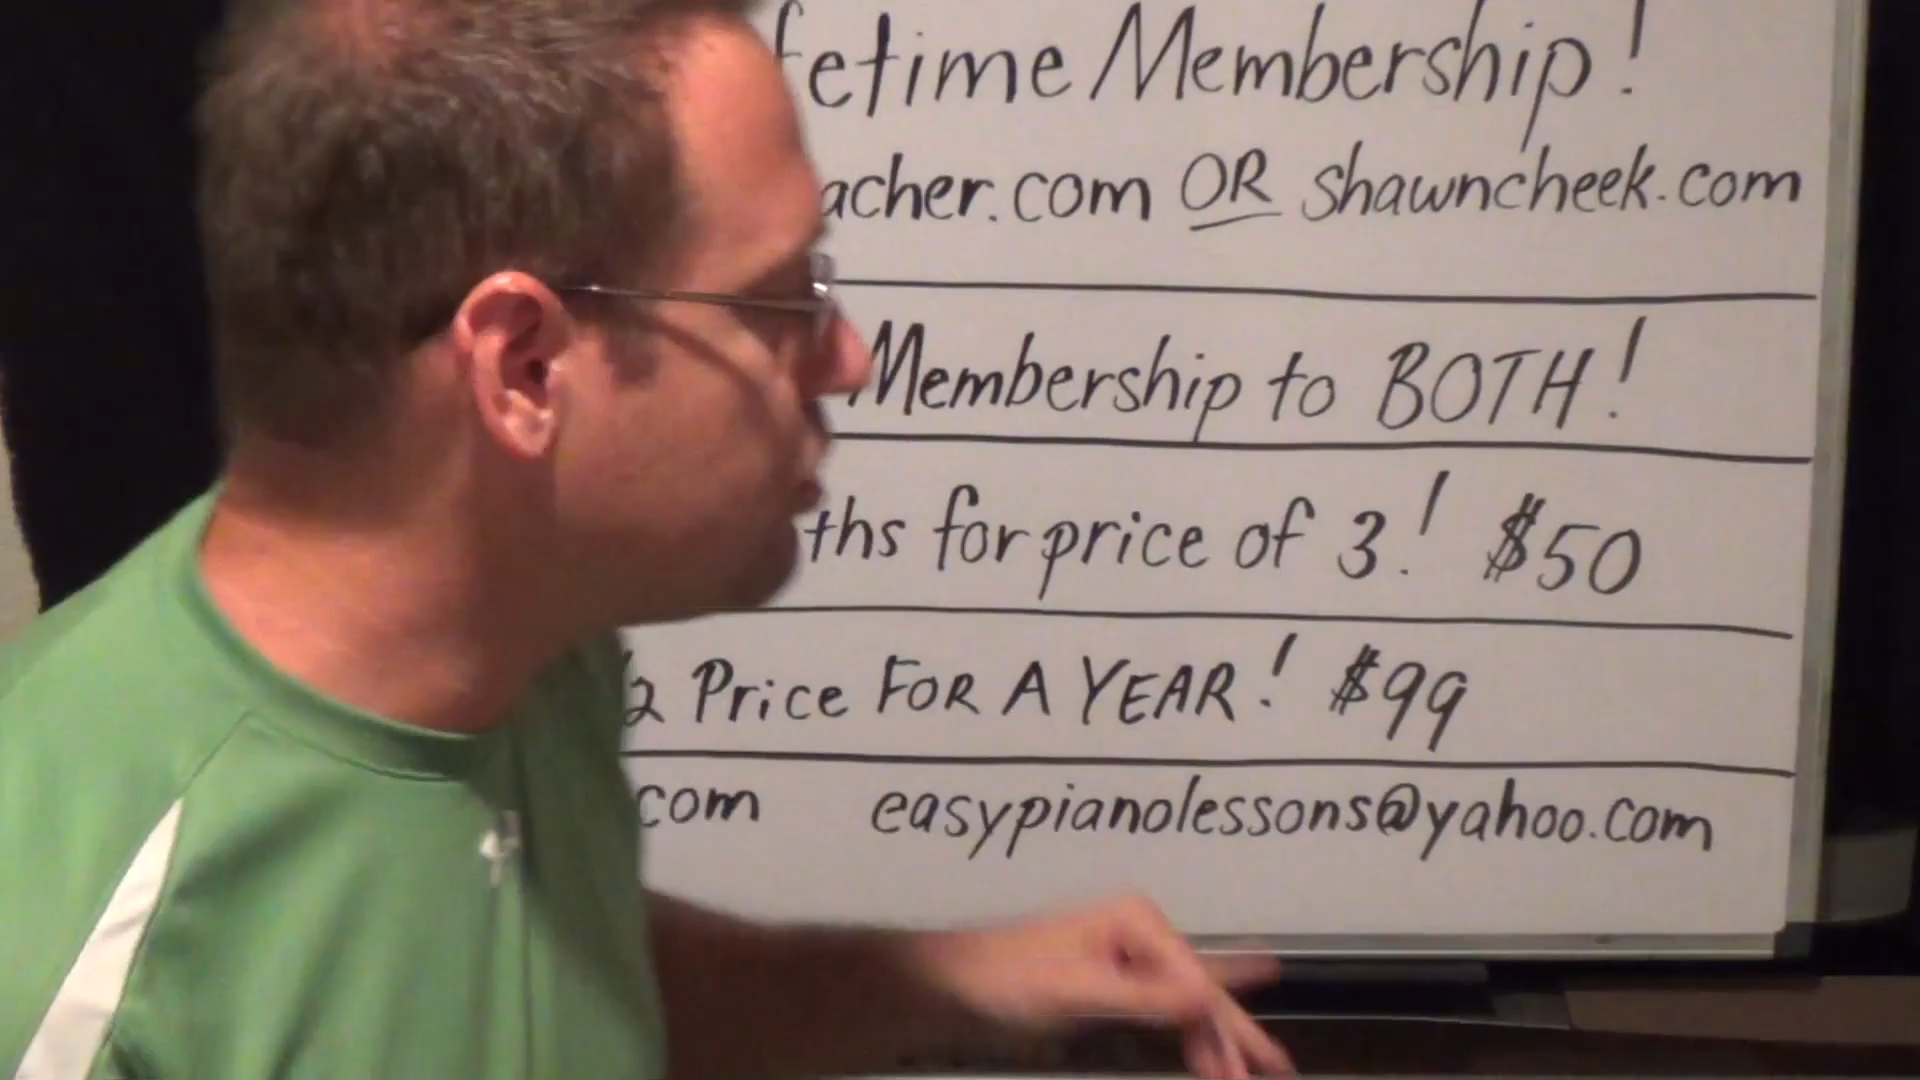 fetime Membership!
acher.com OR shawncheek.com
Membership to BOTH!
ths for price of 3! $50
2 Price FOR A YEAR! $99
.com easypianolessons@yahoo.com